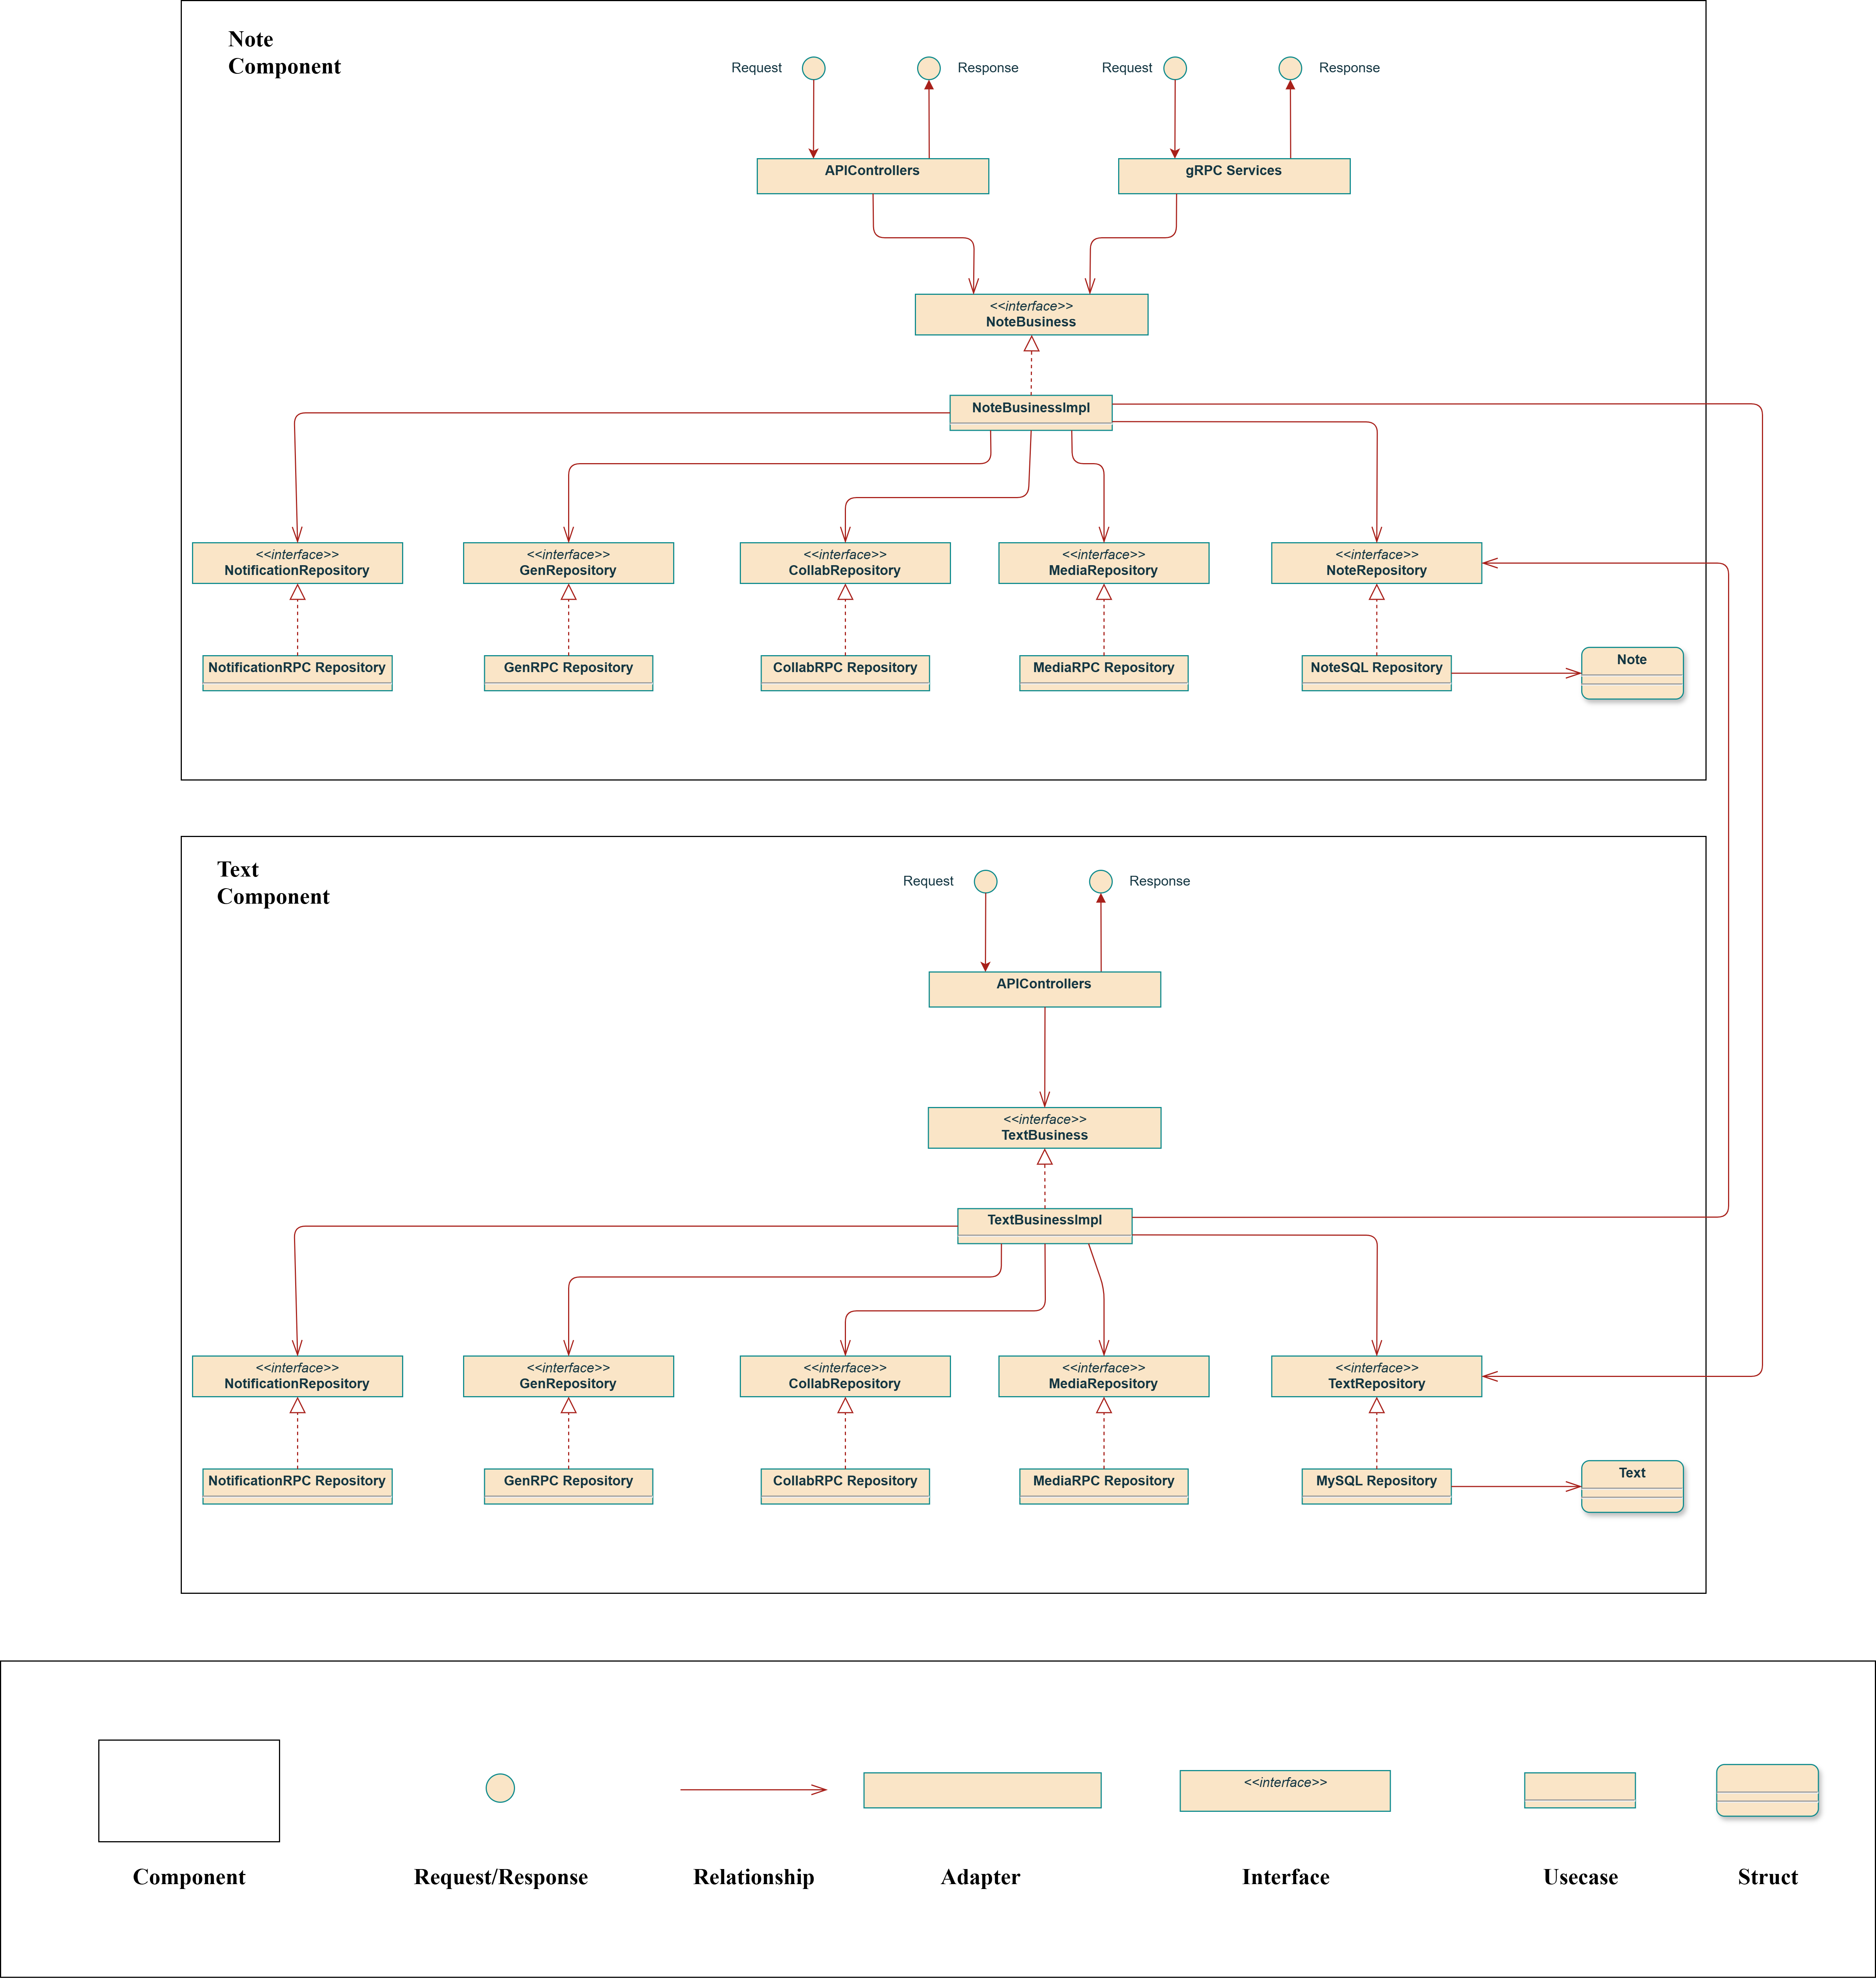 Note
Component
Request
Response
Request
Response
APIControllers
gRPC Services
<<interface>>
NoteBusiness
NoteBusinessImpl
<<interface>>
NotificationRepository
<<interface>>
GenRepository
<<interface>>
CollabRepository
<<interface>>
MediaRepository
<<interface>>
NoteRepository
NotificationRPC Repository
GenRPC Repository
CollabRPC Repository
MediaRPC Repository
NoteSQL Repository
Note
Text
Component
Request
Response
APIControllers
<<interface>>
TextBusiness
TextBusinessImpl
<<interface>>
NotificationRepository
<<interface>>
GenRepository
<<interface>>
CollabRepository
<<interface>>
MediaRepository
<<interface>>
TextRepository
NotificationRPC Repository
GenRPC Repository
CollabRPC Repository
MediaRPC Repository
MySQL Repository
Text
<<interface>>
Component
Request/Response
Relationship
Adapter
Interface
Usecase
Struct